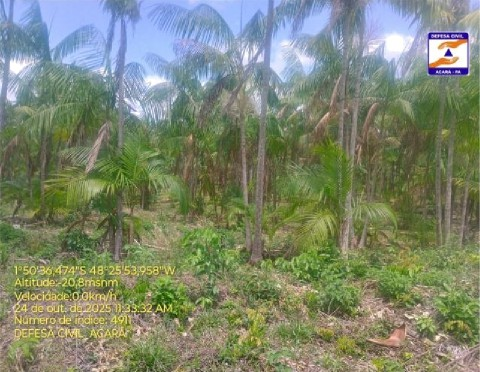 DEFESA CIVIL
ACARÁ - PA
1°50'36,474"S 48°25'53,958"W
Altitude:-20.8msnm
Velocidade:0.0km/h
24 de out. de 2025 11:33:32 AM
Número de índice: 4911
DEFESA CIVIL ACARÁ